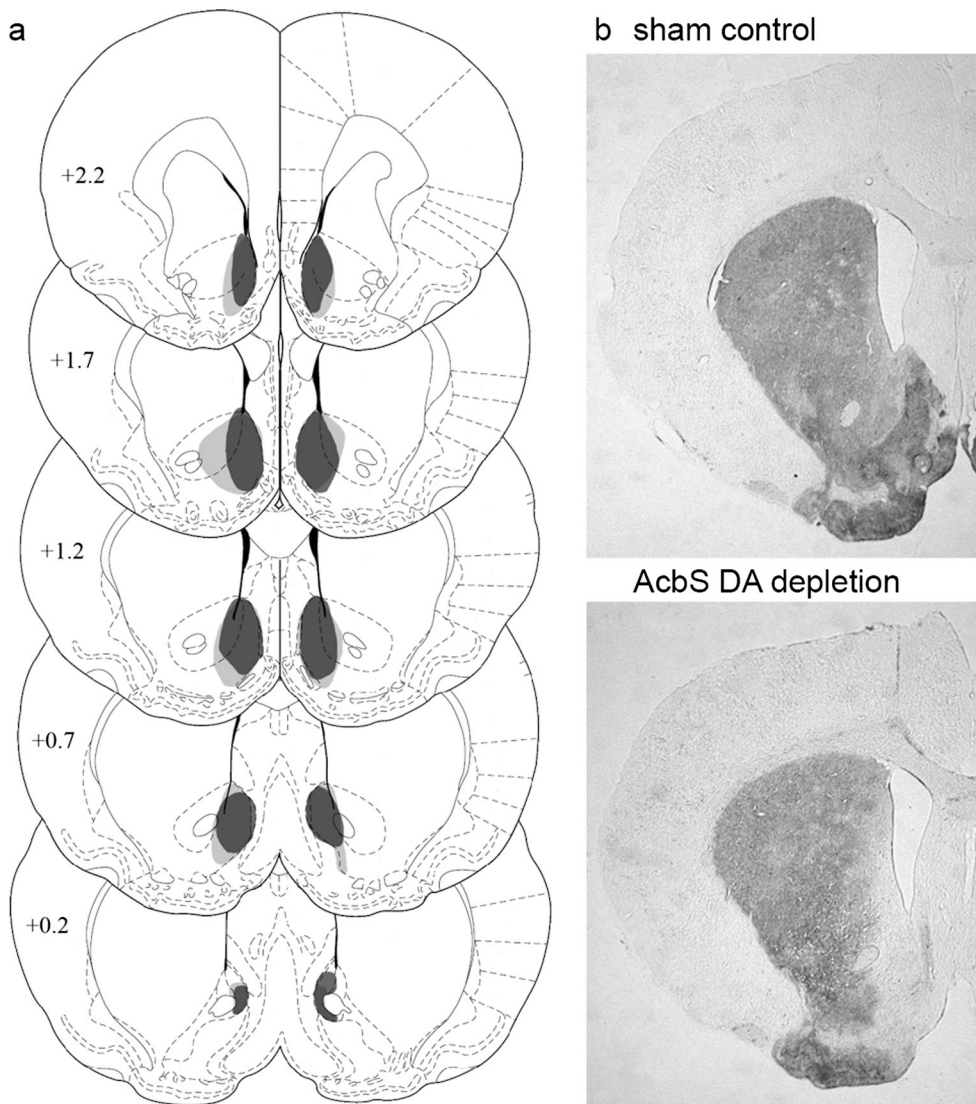 a
+2.2
+1.7
+1.2
+0.7
+0.2
b sham control
AcbS DA depletion